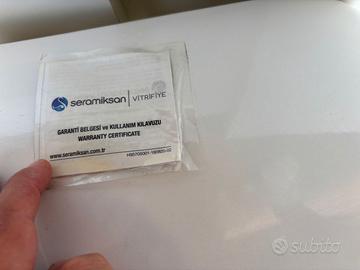 seramiksan VİTRİFİYE
GARANTİ BELGESİ ve KULLANIM KILAVUZU
WARRANTY CERTIFICATE
www.seramiksan.com.tr
subito